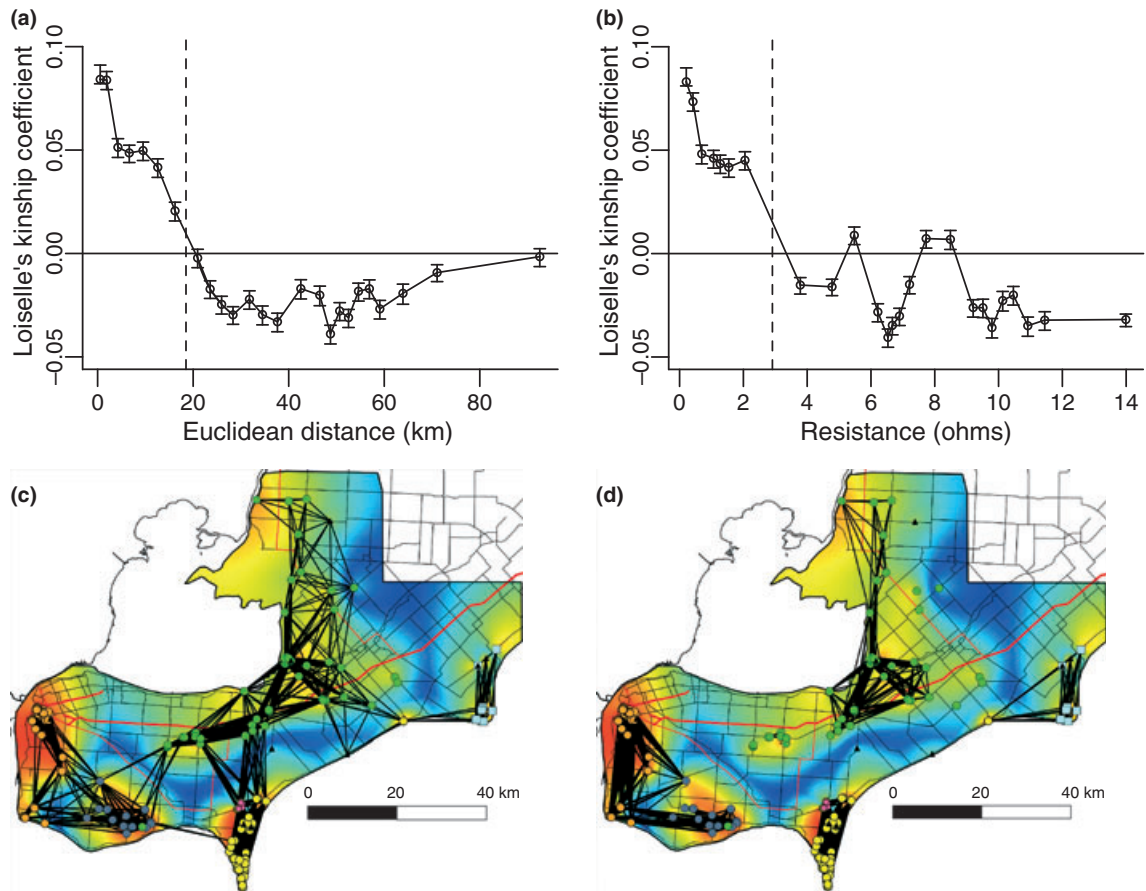 (a)
0.10
0.05
0.00
−0.05
Loiselle's kinship coefficient
0 20 40 60 80
Euclidean distance (km)
(b)
0.10
0.05
0.00
−0.05
Loiselle's kinship coefficient
0 2 4 6 8 10 12 14
Resistance (ohms)
(c)
0 20 40 km
(d)
0 20 40 km